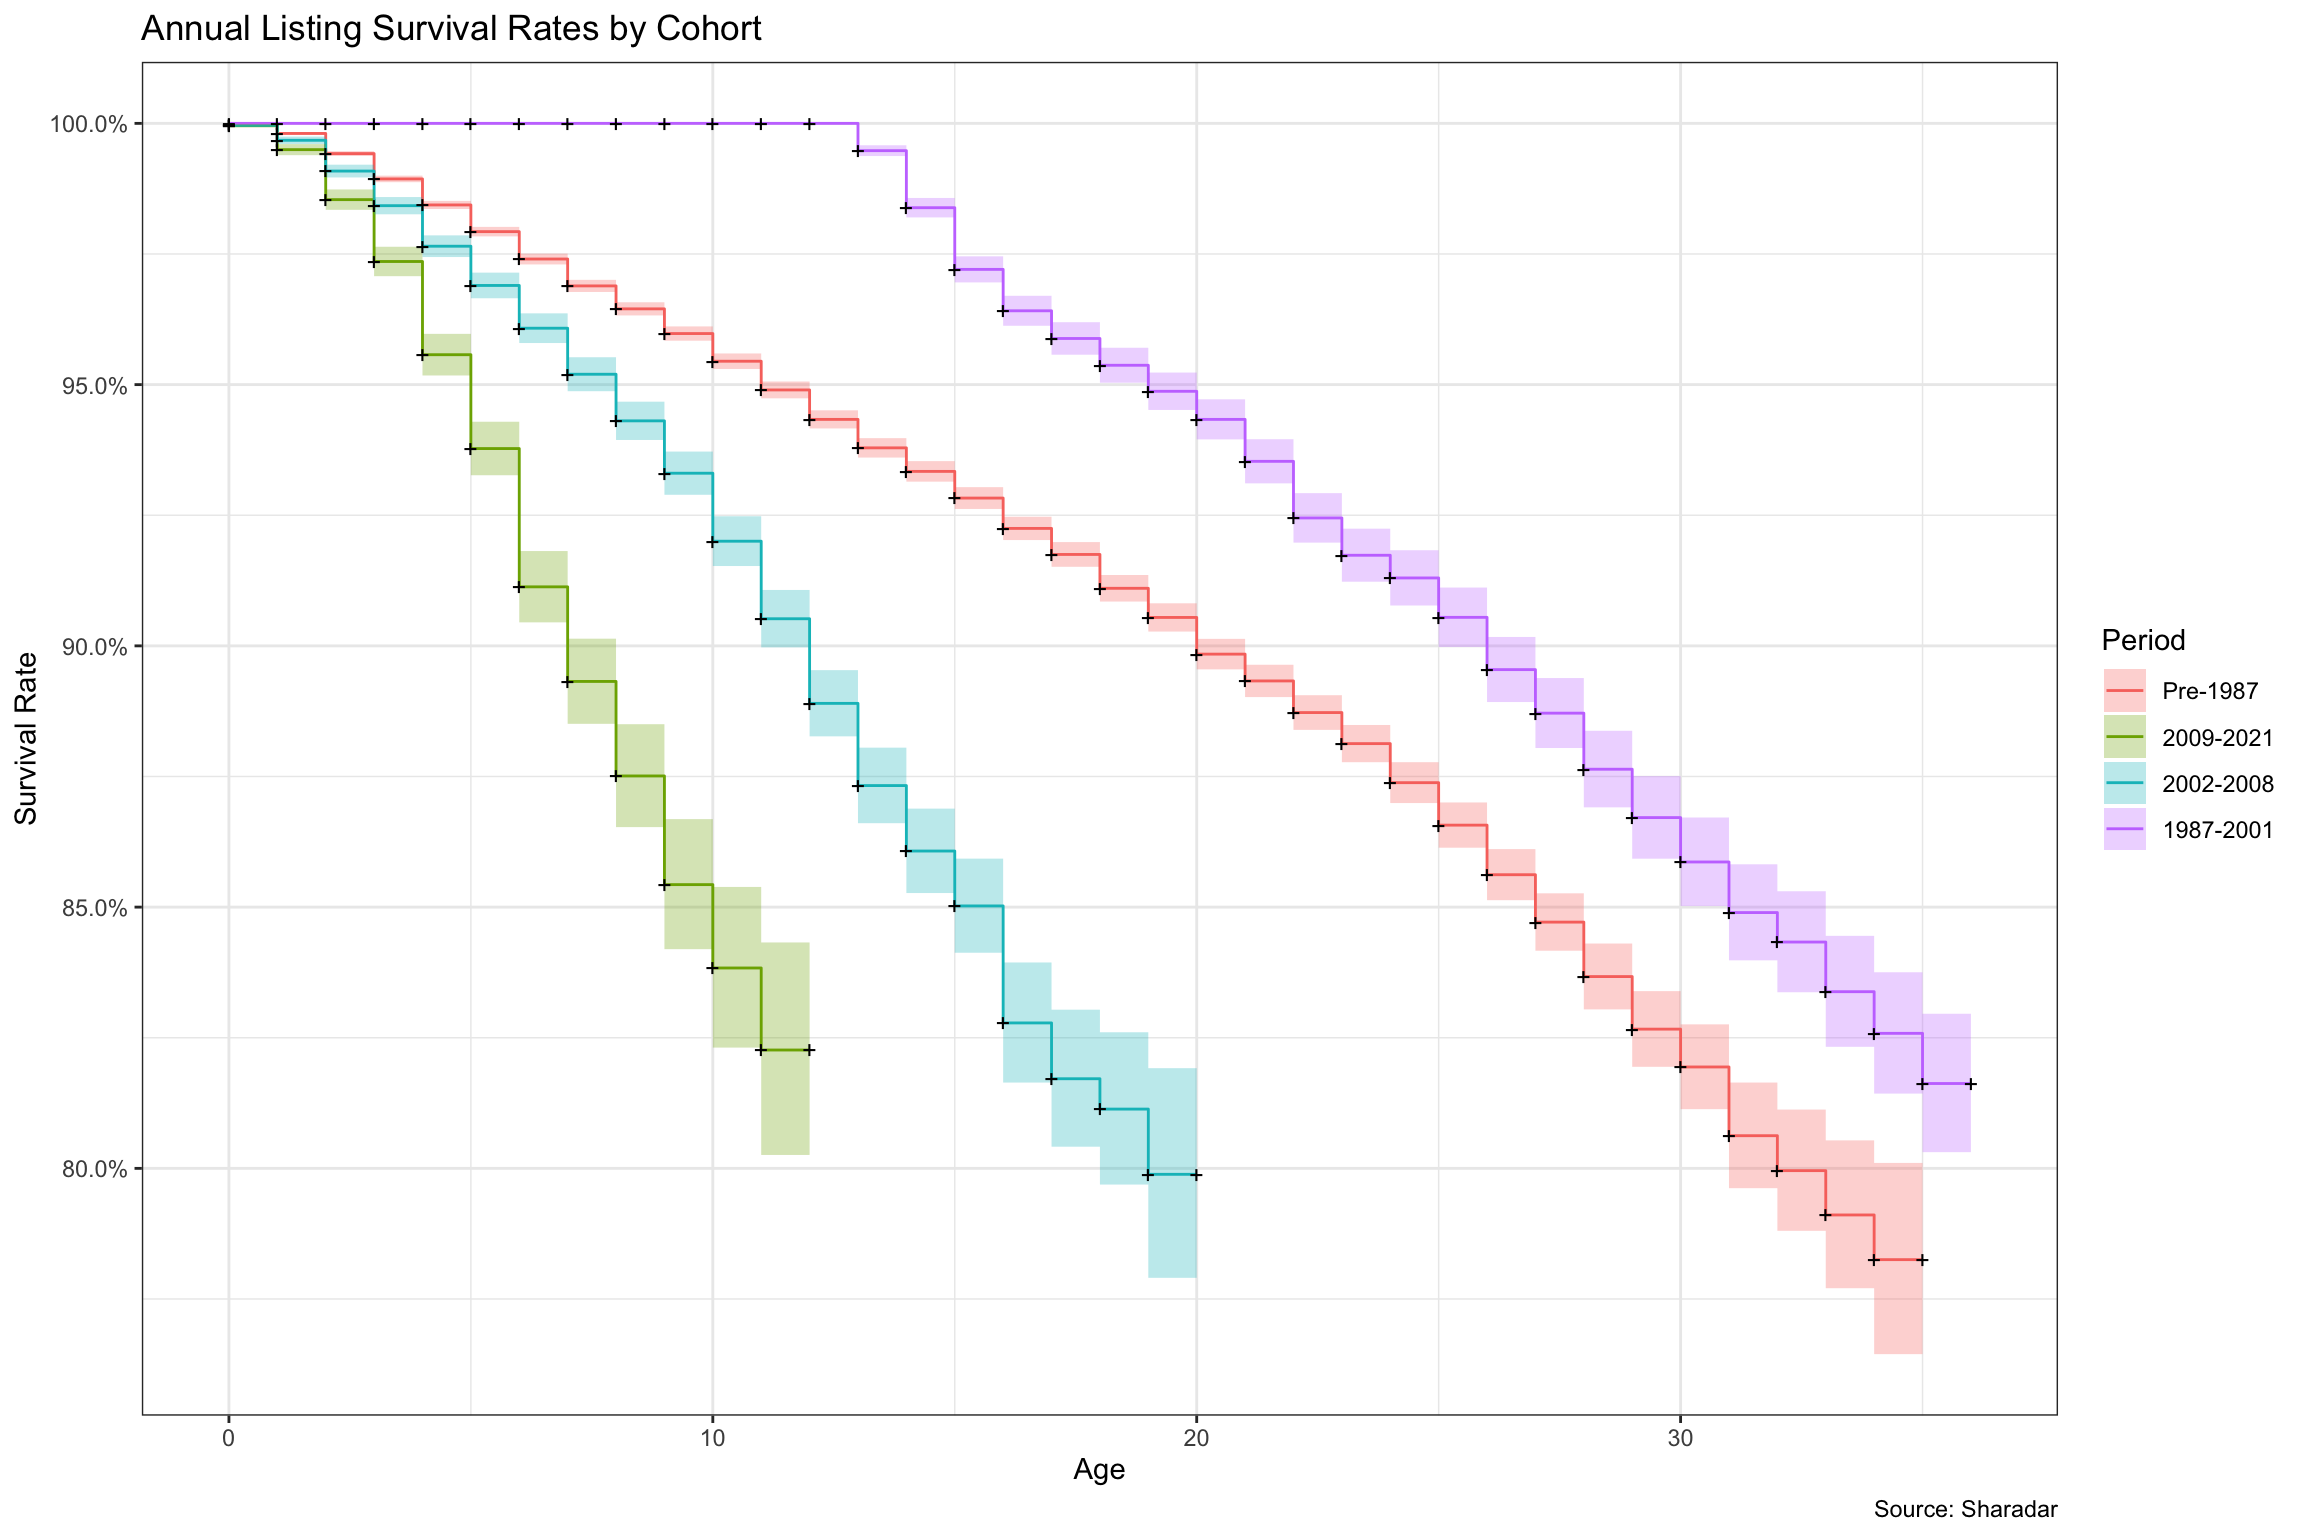 Annual Listing Survival Rates by Cohort
100.0%
95.0%
90.0%
85.0%
80.0%
Survival Rate
0 10 20 30
Age
Period
Pre-1987
2009-2021
2002-2008
1987-2001
Source: Sharadar